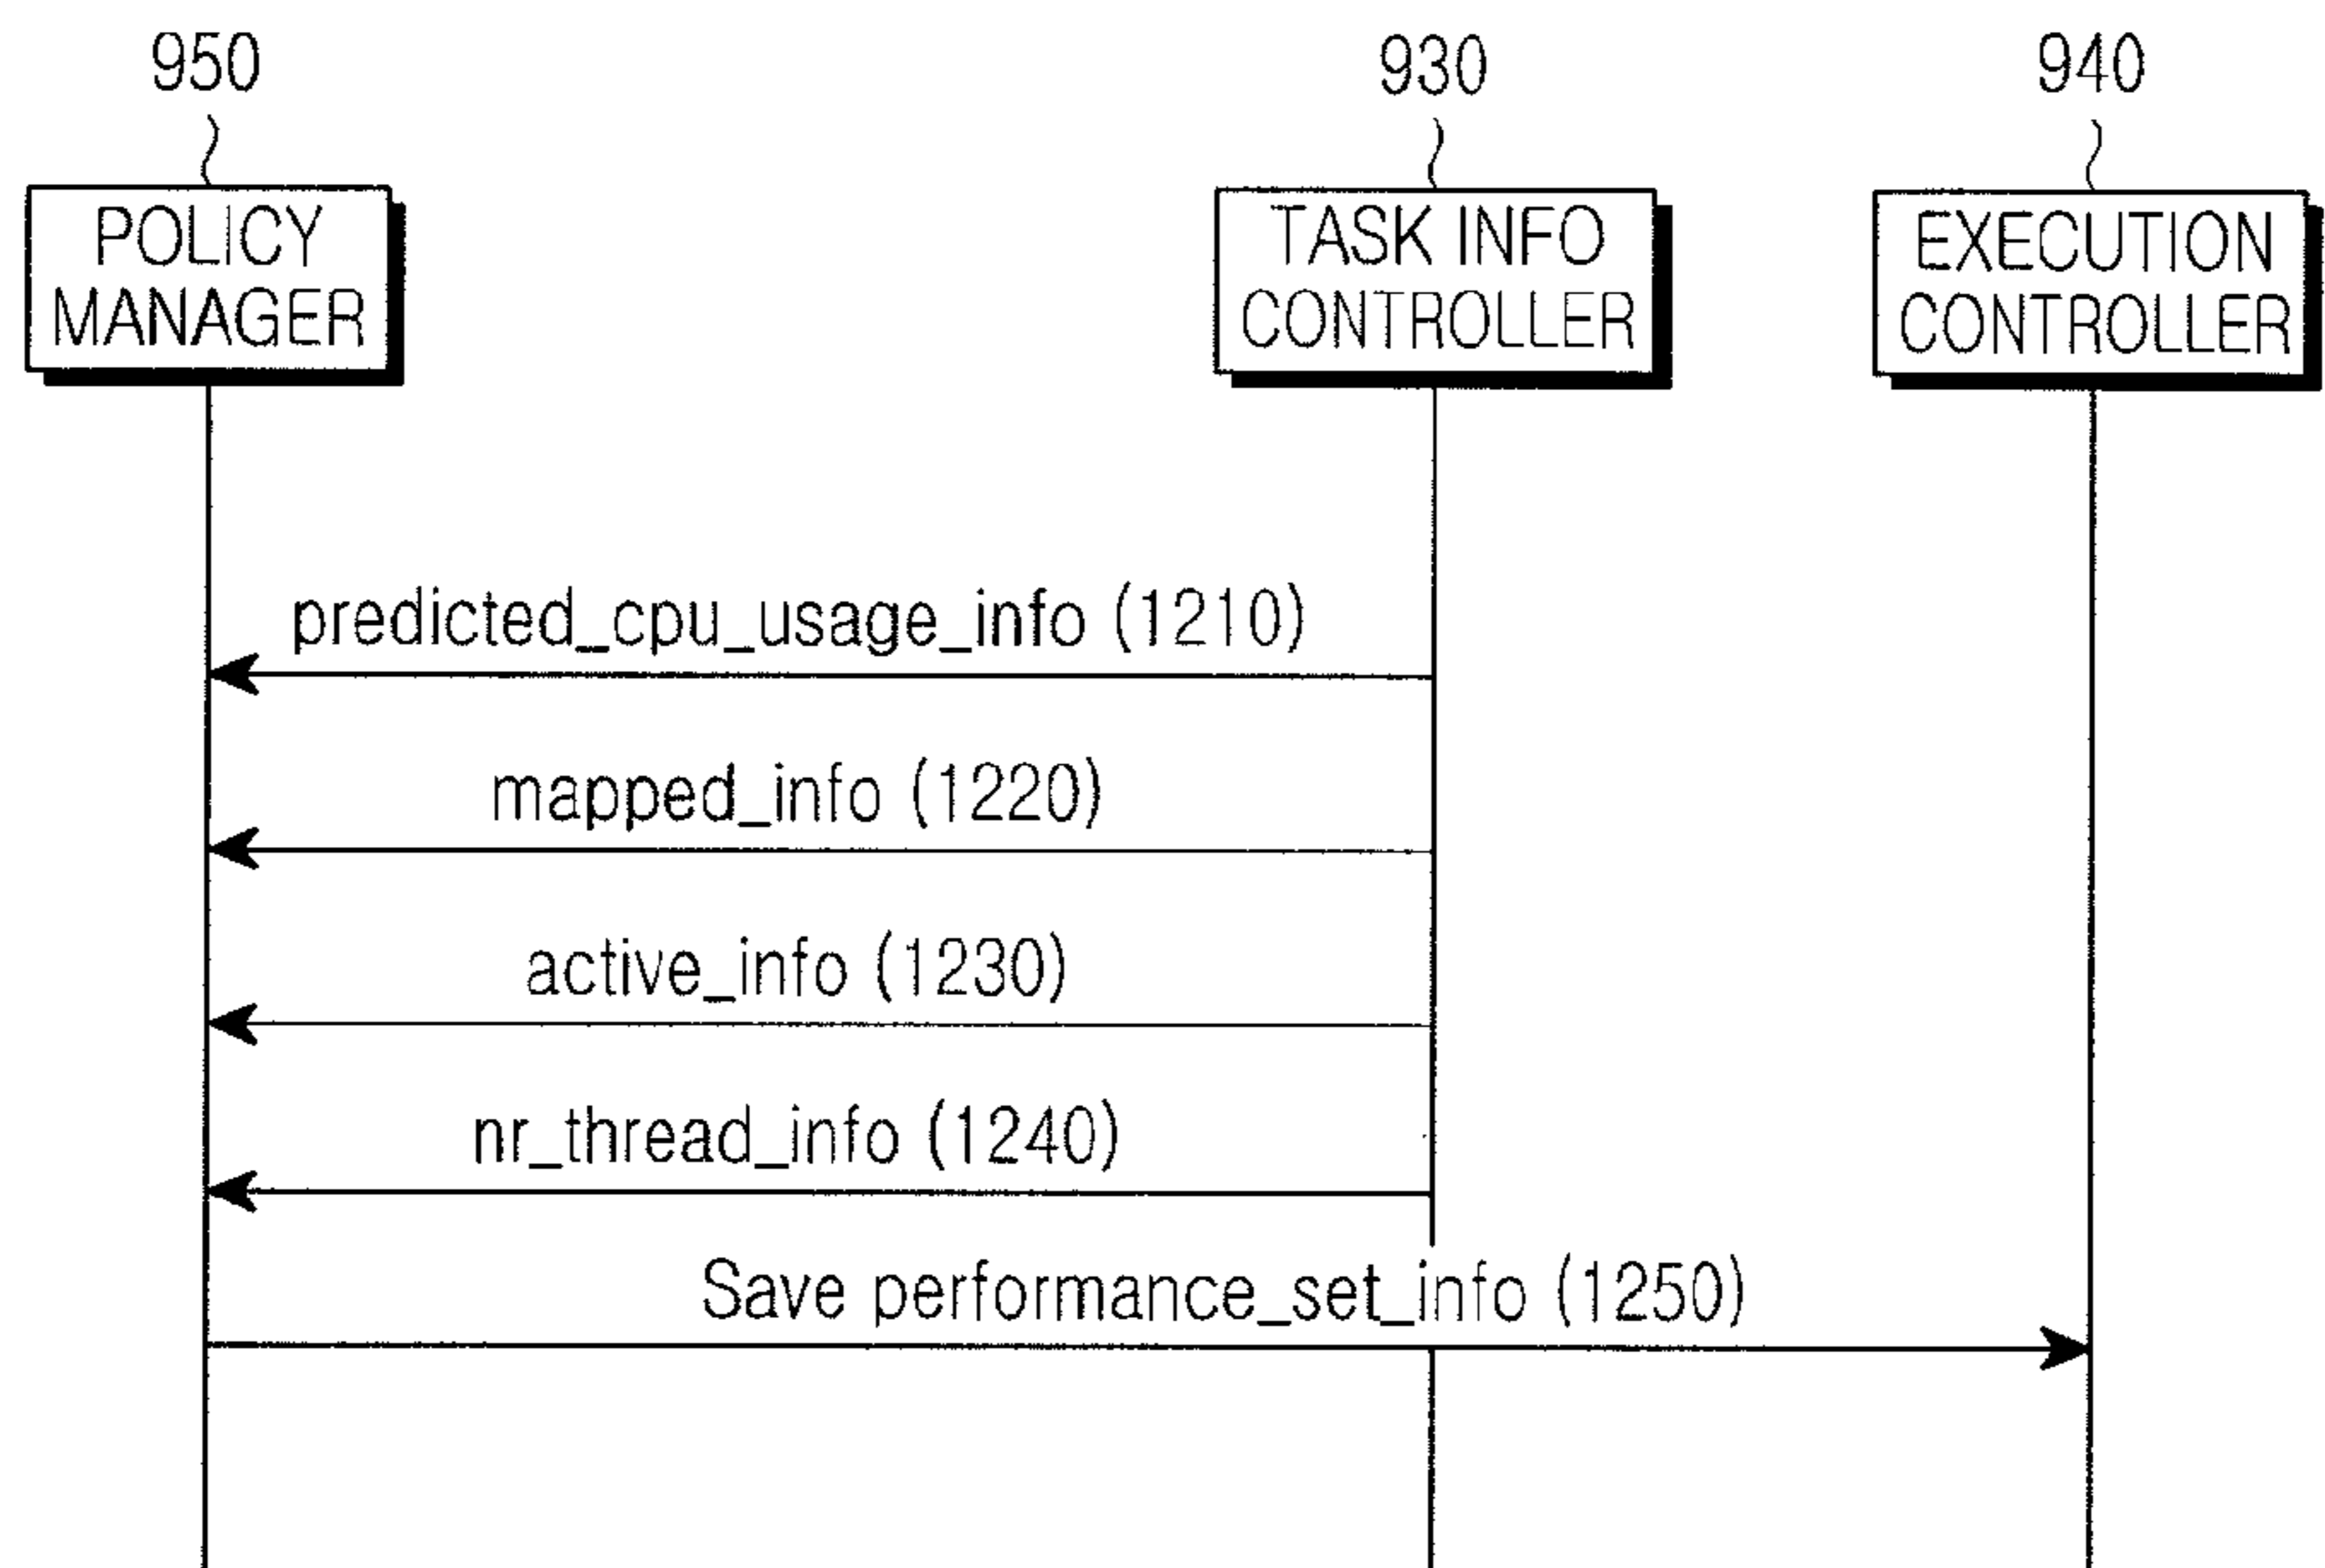 950
930
940
POLICY
MANAGER
TASK INFO
CONTROLLER
EXECUTION
CONTROLLER
predicted_cpu_usage_info (1210)
mapped_info (1220)
active_info (1230)
nr_thread_info (1240)
Save performance_set_info (1250)